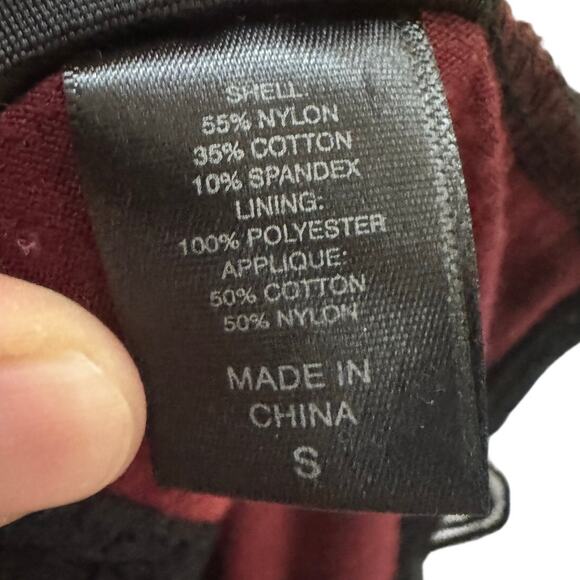 SHELL:
55% NYLON
35% COTTON
10% SPANDEX
LINING:
100% POLYESTER
APPLIQUE:
50% COTTON
50% NYLON
MADE IN
CHINA
S